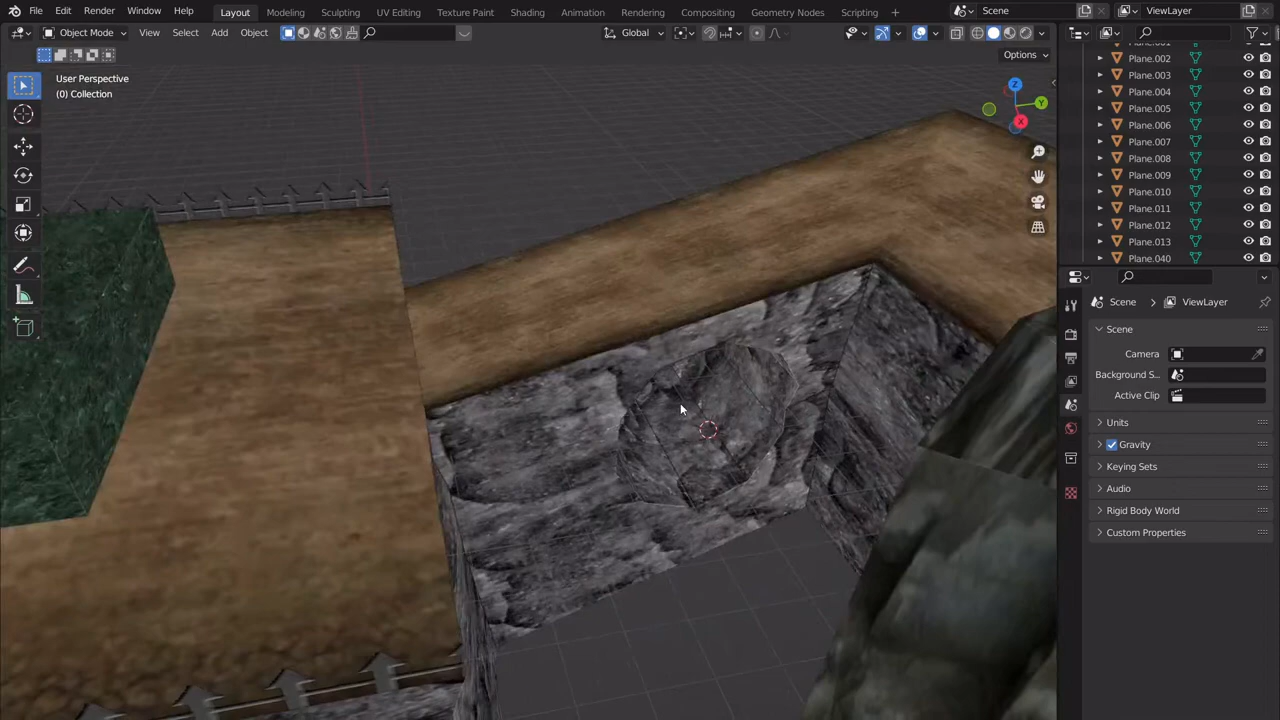 File Edit Render Window Help Layout Modeling Sculpting UV Editing Texture Paint Shading Animation Rendering Compositing Geometry Nodes Scripting + Scene ViewLayer
Object Mode View Select Add Object Global
Options
User Perspective
(0) Collection
Z
Y
X
Plane.002
Plane.003
Plane.004
Plane.005
Plane.006
Plane.007
Plane.008
Plane.009
Plane.010
Plane.011
Plane.012
Plane.013
Plane.040
Scene > ViewLayer
Scene
Camera
Background S...
Active Clip
Units
Gravity
Keying Sets
Audio
Rigid Body World
Custom Properties